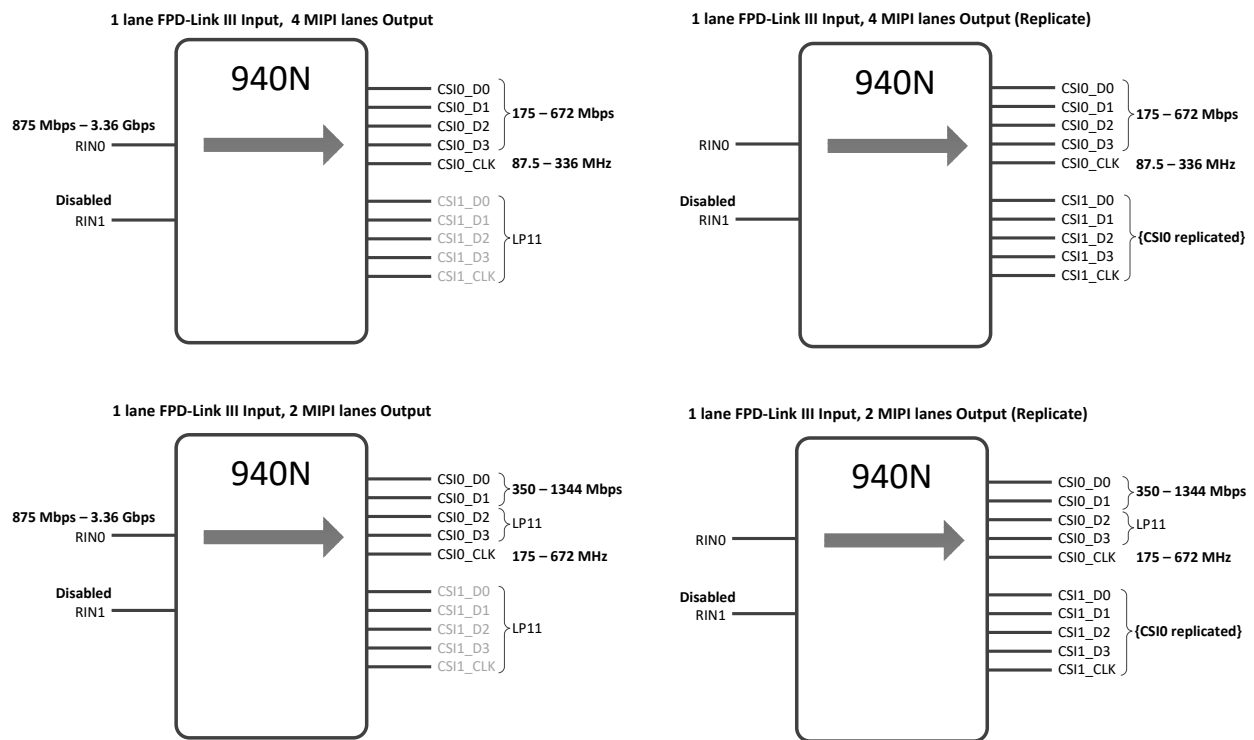 1 lane FPD-Link III Input, 4 MIPI lanes Output
940N
875 Mbps – 3.36 Gbps
RIN0
Disabled
RIN1
CSI0_D0
CSI0_D1
CSI0_D2
CSI0_D3
175 – 672 Mbps
CSI0_CLK
87.5 – 336 MHz
CSI1_D0
CSI1_D1
CSI1_D2
CSI1_D3
CSI1_CLK
LP11
1 lane FPD-Link III Input, 4 MIPI lanes Output (Replicate)
940N
RIN0
Disabled
RIN1
CSI0_D0
CSI0_D1
CSI0_D2
CSI0_D3
175 – 672 Mbps
CSI0_CLK
87.5 – 336 MHz
CSI1_D0
CSI1_D1
CSI1_D2
CSI1_D3
CSI1_CLK
{CSI0 replicated}
1 lane FPD-Link III Input, 2 MIPI lanes Output
940N
875 Mbps – 3.36 Gbps
RIN0
Disabled
RIN1
CSI0_D0
CSI0_D1
350 – 1344 Mbps
CSI0_D2
CSI0_D3
LP11
CSI0_CLK
175 – 672 MHz
CSI1_D0
CSI1_D1
CSI1_D2
CSI1_D3
CSI1_CLK
LP11
1 lane FPD-Link III Input, 2 MIPI lanes Output (Replicate)
940N
RIN0
Disabled
RIN1
CSI0_D0
CSI0_D1
350 – 1344 Mbps
CSI0_D2
CSI0_D3
LP11
CSI0_CLK
175 – 672 MHz
CSI1_D0
CSI1_D1
CSI1_D2
CSI1_D3
CSI1_CLK
{CSI0 replicated}